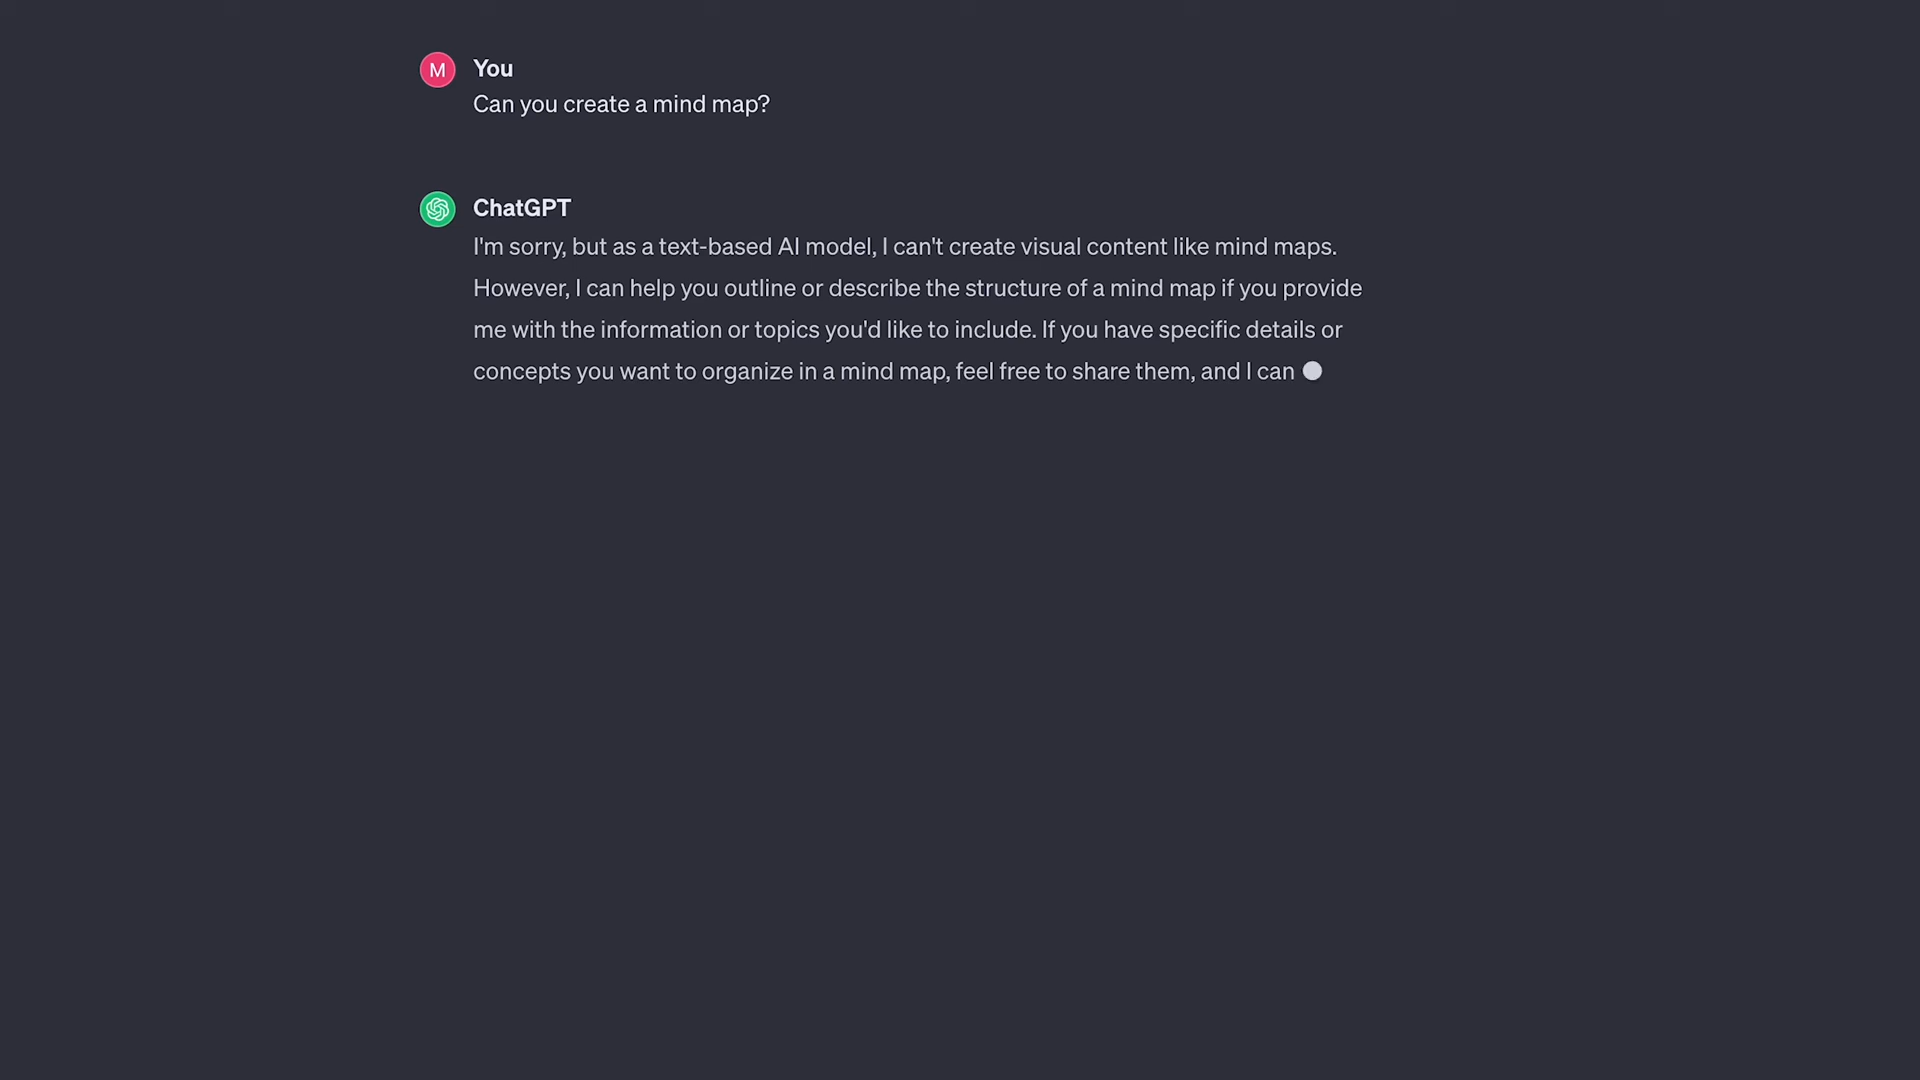 M
You
Can you create a mind map?
ChatGPT
I'm sorry, but as a text-based AI model, I can't create visual content like mind maps.
However, I can help you outline or describe the structure of a mind map if you provide
me with the information or topics you'd like to include. If you have specific details or
concepts you want to organize in a mind map, feel free to share them, and I can